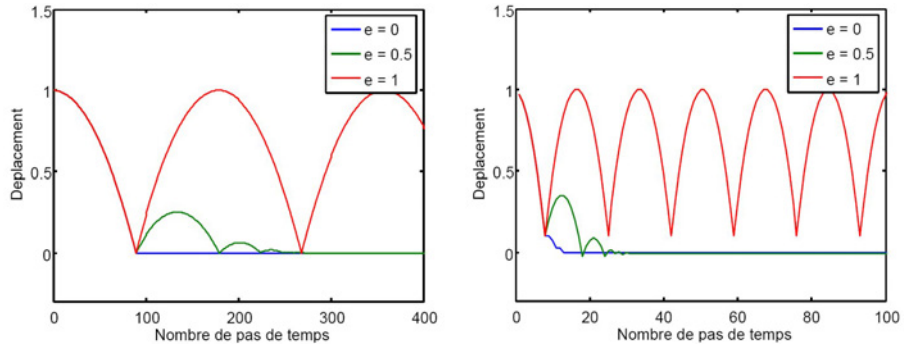 1.5
1
0.5
0
Deplacement
e = 0
e = 0.5
e = 1
0 100 200 300 400
Nombre de pas de temps
1.5
1
0.5
0
Deplacement
e = 0
e = 0.5
e = 1
0 20 40 60 80 100
Nombre de pas de temps